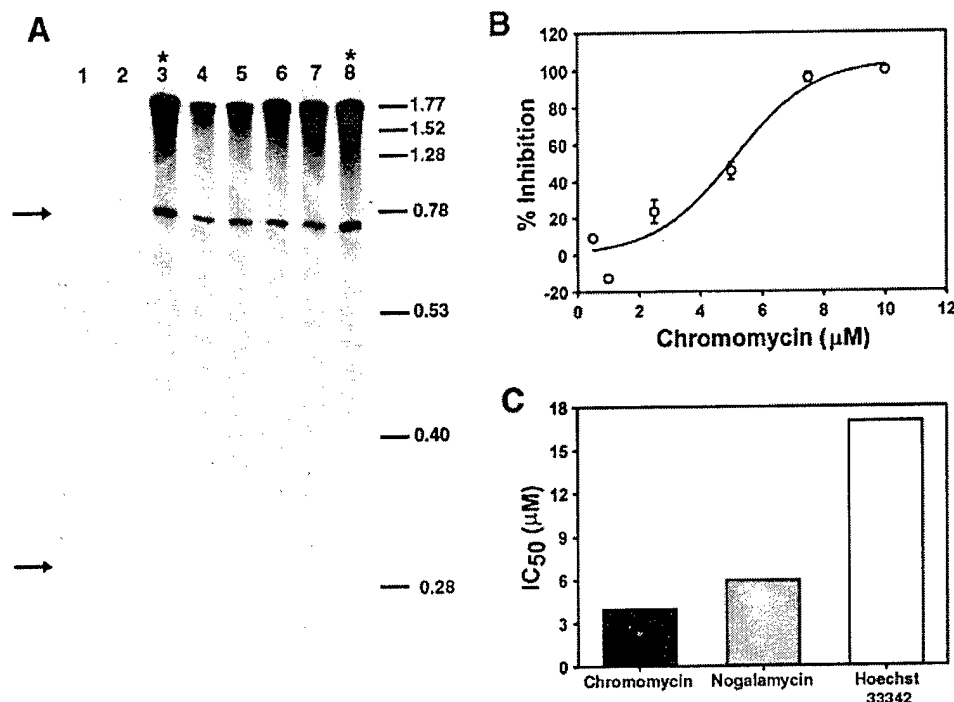 A
* *
1 2 3 4 5 6 7 8
1.77
1.52
1.28
0.78
0.53
0.40
0.28
B
120
100
80
60
40
20
0
-20
% Inhibition
0 2 4 6 8 10 12
Chromomycin (μM)
C
18
15
12
9
6
3
0
IC50 (μM)
Chromomycin Nogalamycin Hoechst
33342